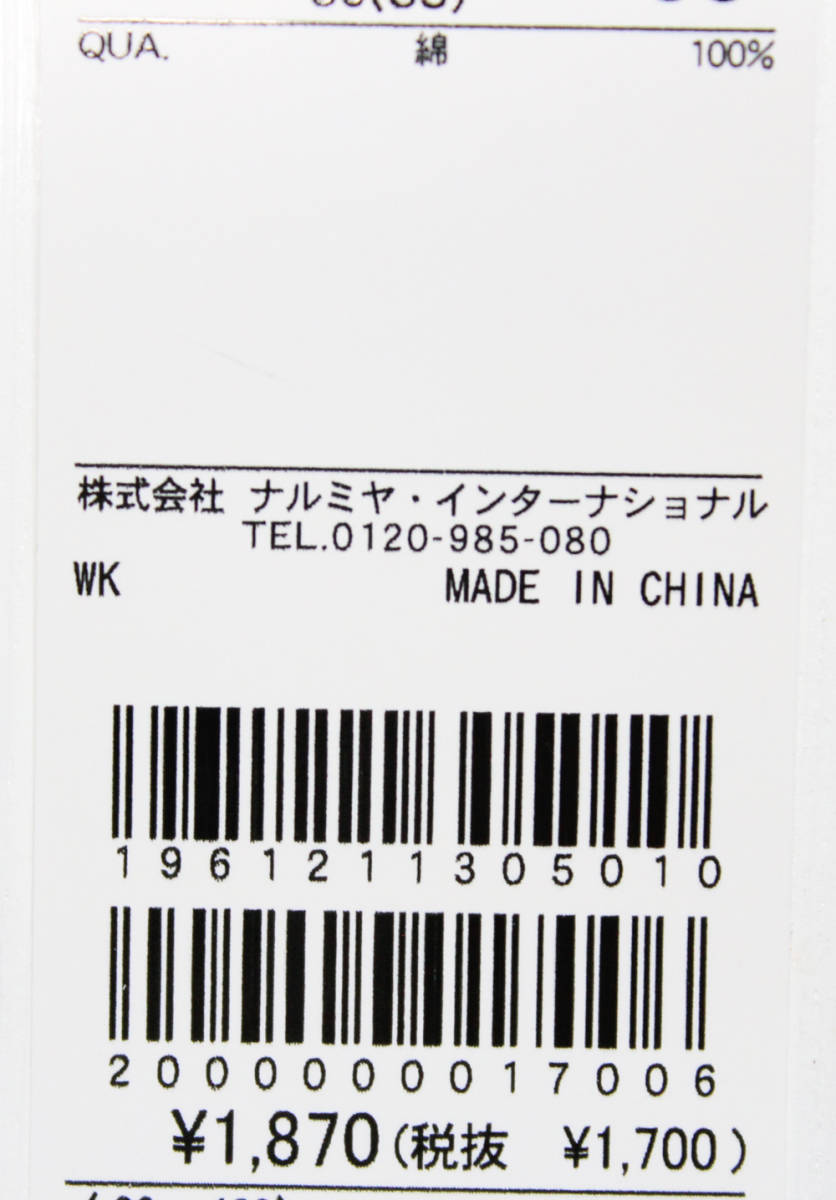 QUA. 綿 100%
株式会社 ナルミヤ・インターナショナル
TEL.0120-985-080
WK MADE IN CHINA
1961211305010
2000000017006
¥1,870(税抜 ¥1,700)